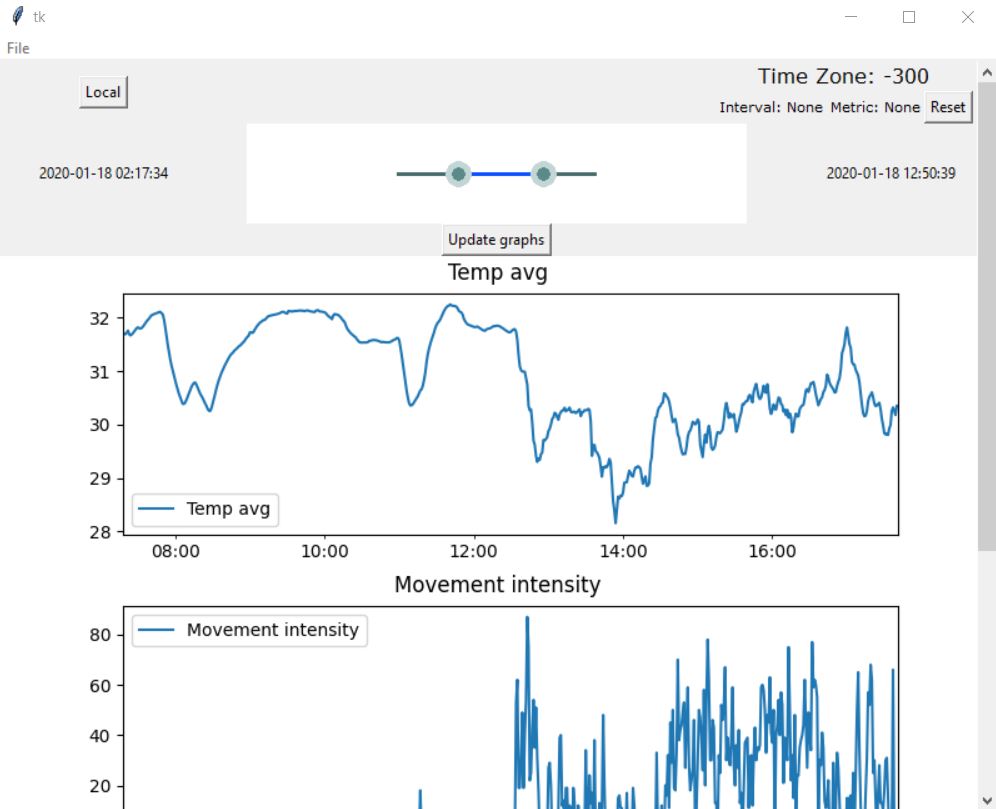 tk
File
Time Zone: -300
Local
Interval: None Metric: None Reset
2020-01-18 02:17:34
2020-01-18 12:50:39
Update graphs
Temp avg
32
31
30
29
28
Temp avg
08:00 10:00 12:00 14:00 16:00
Movement intensity
Movement intensity
80
60
40
20